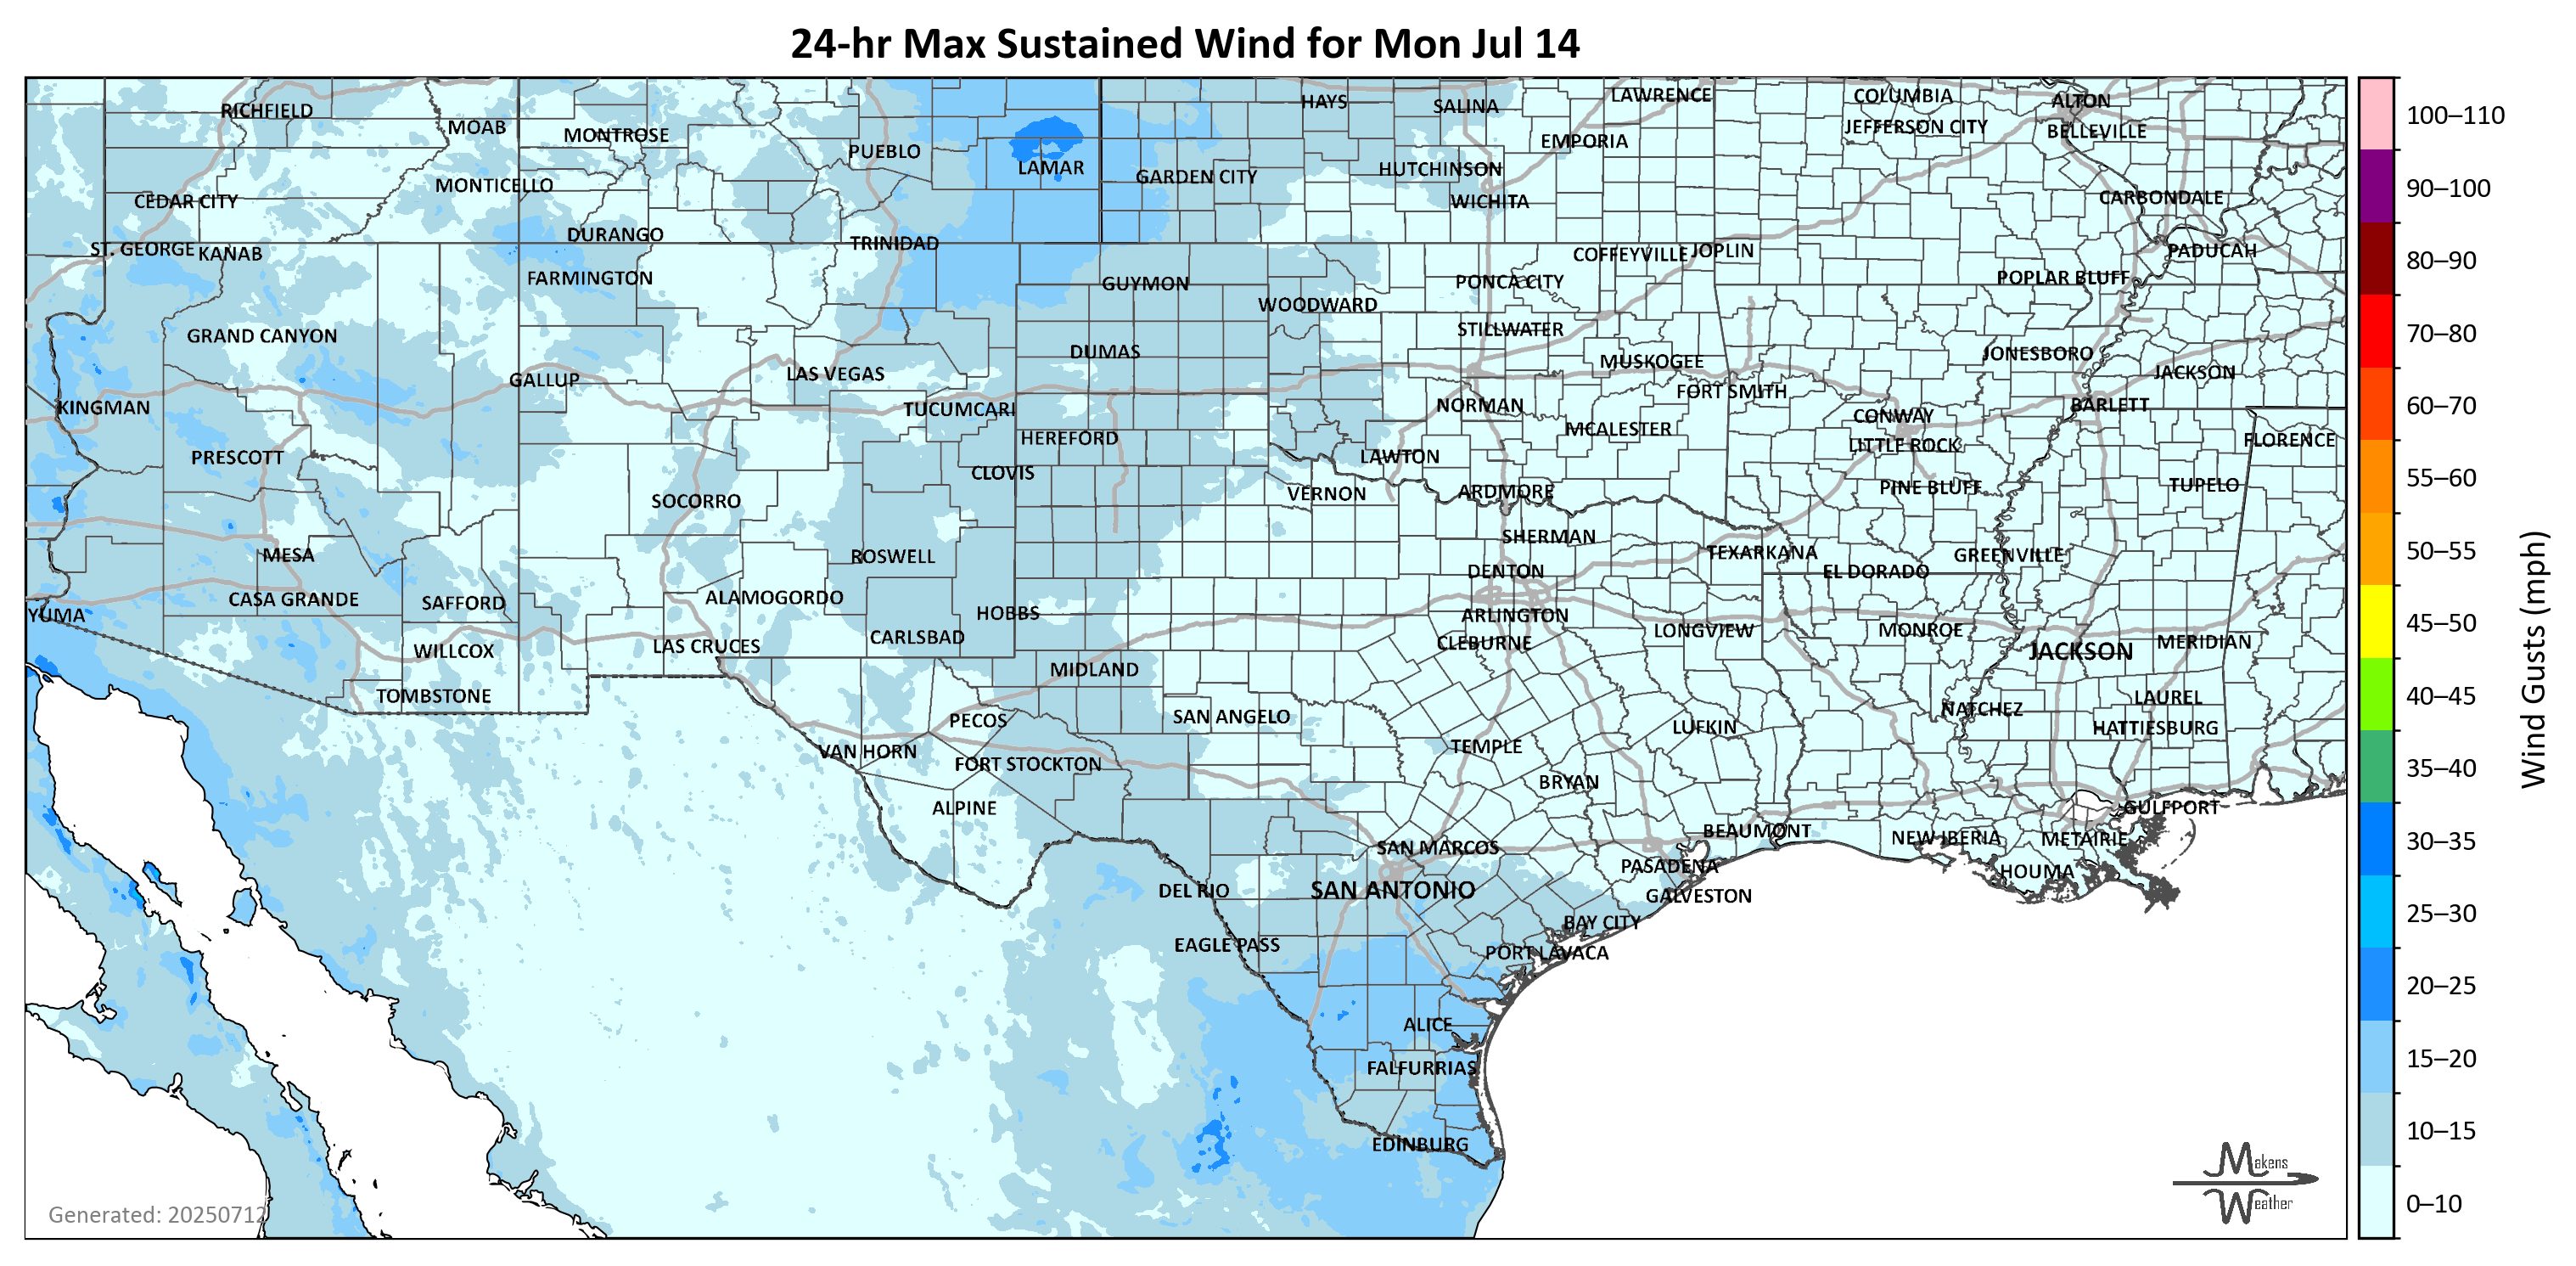 24-hr Max Sustained Wind for Mon Jul 14
RICHFIELD
MOAB
MONTROSE
PUEBLO
LAMAR
HAYS
SALINA
LAWRENCE
EMPORIA
COLUMBIA
JEFFERSON CITY
ALTON
BELLEVILLE
CEDAR CITY
MONTICELLO
GARDEN CITY
HUTCHINSON
WICHITA
CARBONDALE
ST. GEORGE
KANAB
DURANGO
TRINIDAD
FARMINGTON
GUYMON
WOODWARD
PONCA CITY
COFFEYVILLE
JOPLIN
POPLAR BLUFF
PADUCAH
GRAND CANYON
DUMAS
STILLWATER
MUSKOGEE
JONESBORO
JACKSON
KINGMAN
GALLUP
LAS VEGAS
TUCUMCARI
HEREFORD
NORMAN
FORT SMITH
MCALESTER
CONWAY
LITTLE ROCK
BARLETT
FLORENCE
PRESCOTT
SOCORRO
CLOVIS
VERNON
LAWTON
ARDMORE
PINE BLUFF
TUPELO
MESA
ROSWELL
SHERMAN
TEXARKANA
GREENVILLE
DENTON
EL DORADO
YUMA
CASA GRANDE
SAFFORD
ALAMOGORDO
HOBBS
ARLINGTON
CLEBURNE
LONGVIEW
MONROE
JACKSON
MERIDIAN
WILLCOX
LAS CRUCES
CARLSBAD
MIDLAND
TOMBSTONE
PECOS
SAN ANGELO
LUFKIN
NATCHEZ
LAUREL
HATTIESBURG
VAN HORN
FORT STOCKTON
TEMPLE
BRYAN
ALPINE
SAN MARCOS
BEAUMONT
NEW IBERIA
METAIRIE
GULFPORT
DEL RIO
SAN ANTONIO
PASADENA
GALVESTON
HOUMA
EAGLE PASS
BAY CITY
PORT LAVACA
ALICE
FALFURRIAS
EDINBURG
Generated: 20250712
Makens
Weather
100–110
90–100
80–90
70–80
60–70
55–60
50–55
45–50
40–45
35–40
30–35
25–30
20–25
15–20
10–15
0–10
Wind Gusts (mph)